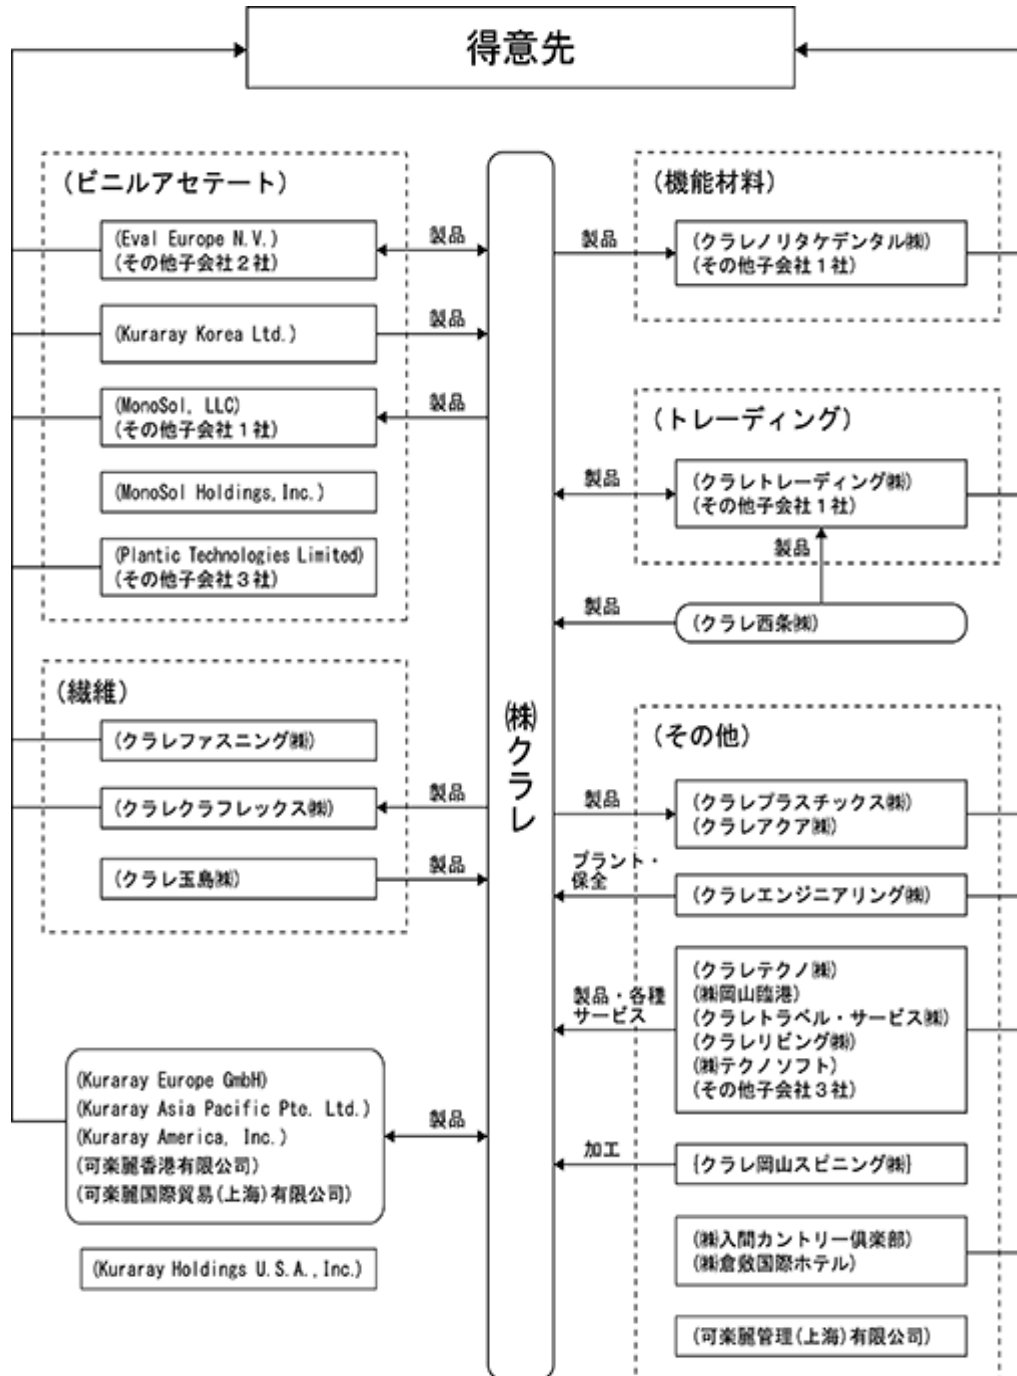 得意先
(ビニルアセテート)
(Eval Europe N.V.)
(その他子会社2社)
製品
(Kuraray Korea Ltd.)
製品
(MonoSol, LLC)
(その他子会社1社)
製品
(MonoSol Holdings,Inc.)
(Plantic Technologies Limited)
(その他子会社3社)
(繊維)
(クラレファスニング㈱)
(クラレクラフレックス㈱)
製品
(クラレ玉島㈱)
製品
(Kuraray Europe GmbH)
(Kuraray Asia Pacific Pte. Ltd.)
(Kuraray America, Inc.)
(可楽麗香港有限公司)
(可楽麗国際貿易(上海)有限公司)
製品
(Kuraray Holdings U.S.A.,Inc.)
㈱クラレ
(機能材料)
製品
(クラレノリタケデンタル㈱)
(その他子会社1社)
(トレーディング)
製品
(クラレトレーディング㈱)
(その他子会社1社)
製品
製品
(クラレ西条㈱)
(その他)
製品
(クラレプラスチックス㈱)
(クラレアクア㈱)
プラント・
保全
(クラレエンジニアリング㈱)
製品・各種
サービス
(クラレテクノ㈱)
(㈱岡山臨港)
(クラレトラベル・サービス㈱)
(クラレリビング㈱)
(㈱テクノソフト)
(その他子会社3社)
加工
{クラレ岡山スピニング㈱}
(㈱入間カントリー倶楽部)
(㈱倉敷国際ホテル)
(可楽麗管理(上海)有限公司)